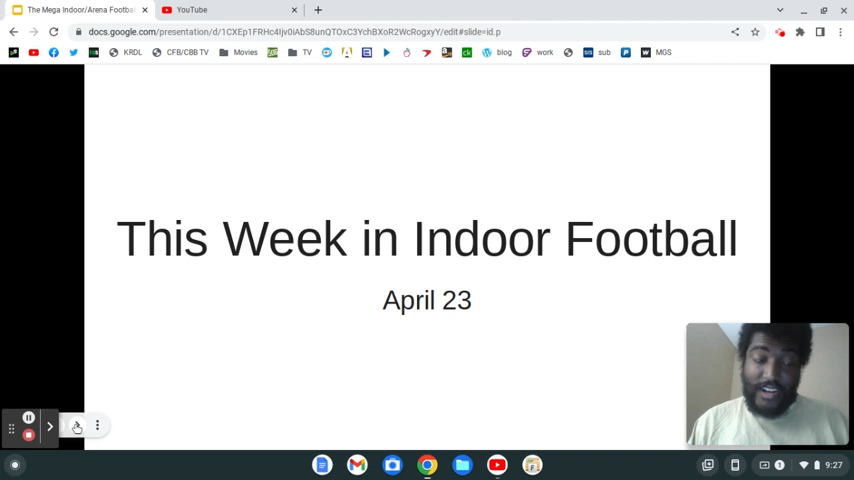 The Mega Indoor/Arena Footba
YouTube
docs.google.com/presentation/d/1CXEp1FRHc4Ijv0iAbS8unQTOxC3YchBXoR2WcRogxyY/edit#slide=id.p
KRDL
CFB/CBB TV
Movies
TV
blog
work
sub
MGS
This Week in Indoor Football
April 23
1
9:27